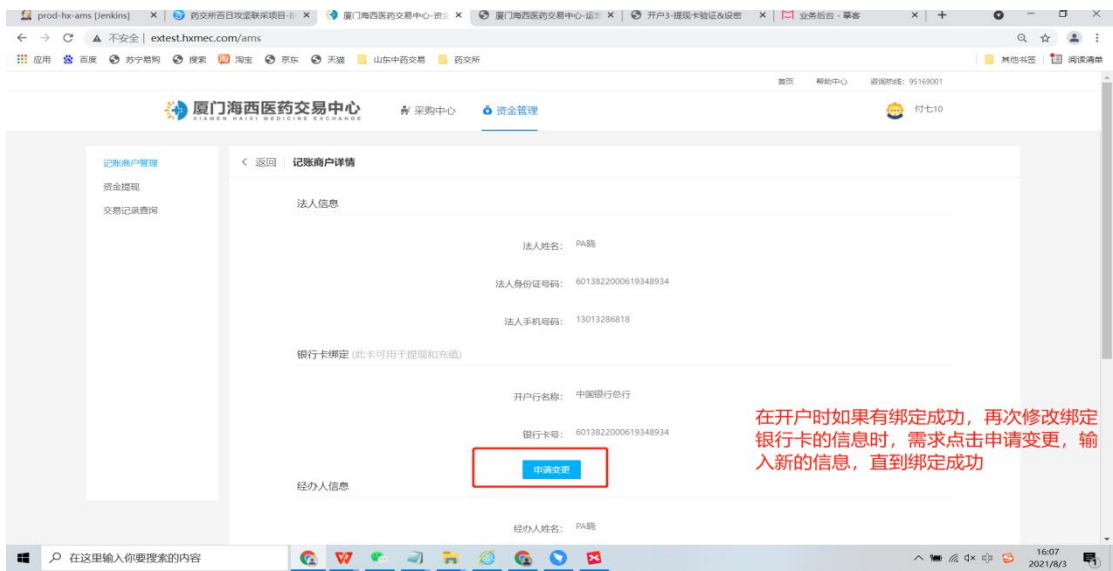 prod-hx-ams [Jenkins]
药交所百日攻坚联采项目-
厦门海西医药交易中心-资
厦门海西医药交易中心-运
开户3-提现卡验证&设密
业务后台 - 摹客
不安全 | extest.hxmec.com/ams
应用 百度 苏宁易购 搜索 淘宝 京东 天猫 山东中药交易 药交所
其他书签 阅读清单
首页 帮助中心 咨询热线: 95169001
厦门海西医药交易中心
XIAMEN HAIXI MEDICINE EXCHANGE
采购中心
资金管理
付七10
记账商户管理
资金提现
交易记录查询
返回 记账商户详情
法人信息
法人姓名: PA晓
法人身份证号码: 6013822000619348934
法人手机号码: 13013286818
银行卡绑定 (此卡可用于提现和充值)
开户行名称: 中国银行总行
银行卡号: 6013822000619348934
申请变更
在开户时如果有绑定成功，再次修改绑定
银行卡的信息时，需求点击申请变更，输
入新的信息，直到绑定成功
经办人信息
经办人姓名: PA晓
在这里输入你要搜索的内容
16:07
2021/8/3